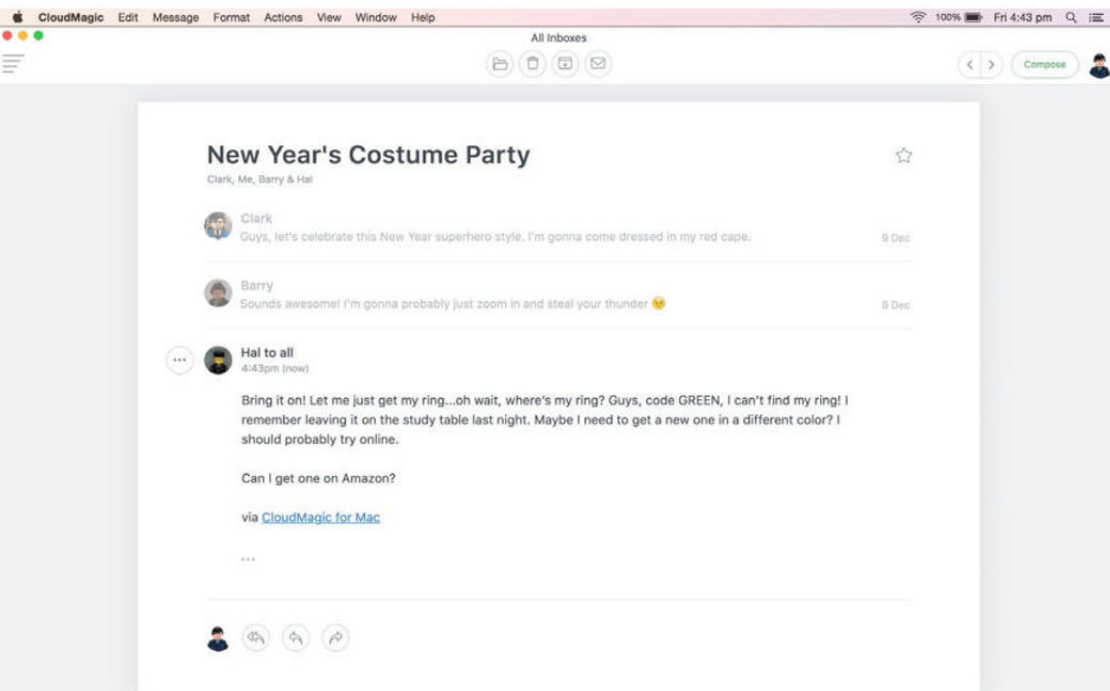 CloudMagic Edit Message Format Actions View Window Help 100% Fri 4:43 pm
All Inboxes
Compose
New Year's Costume Party
Clark, Me, Barry & Hal
Clark
Guys, let's celebrate this New Year superhero style. I'm gonna come dressed in my red cape. 9 Dec
Barry
Sounds awesome! I'm gonna probably just zoom in and steal your thunder 9 Dec
Hal to all
4:43pm (now)
Bring it on! Let me just get my ring...oh wait, where's my ring? Guys, code GREEN, I can't find my ring! I
remember leaving it on the study table last night. Maybe I need to get a new one in a different color? I
should probably try online.
Can I get one on Amazon?
via CloudMagic for Mac